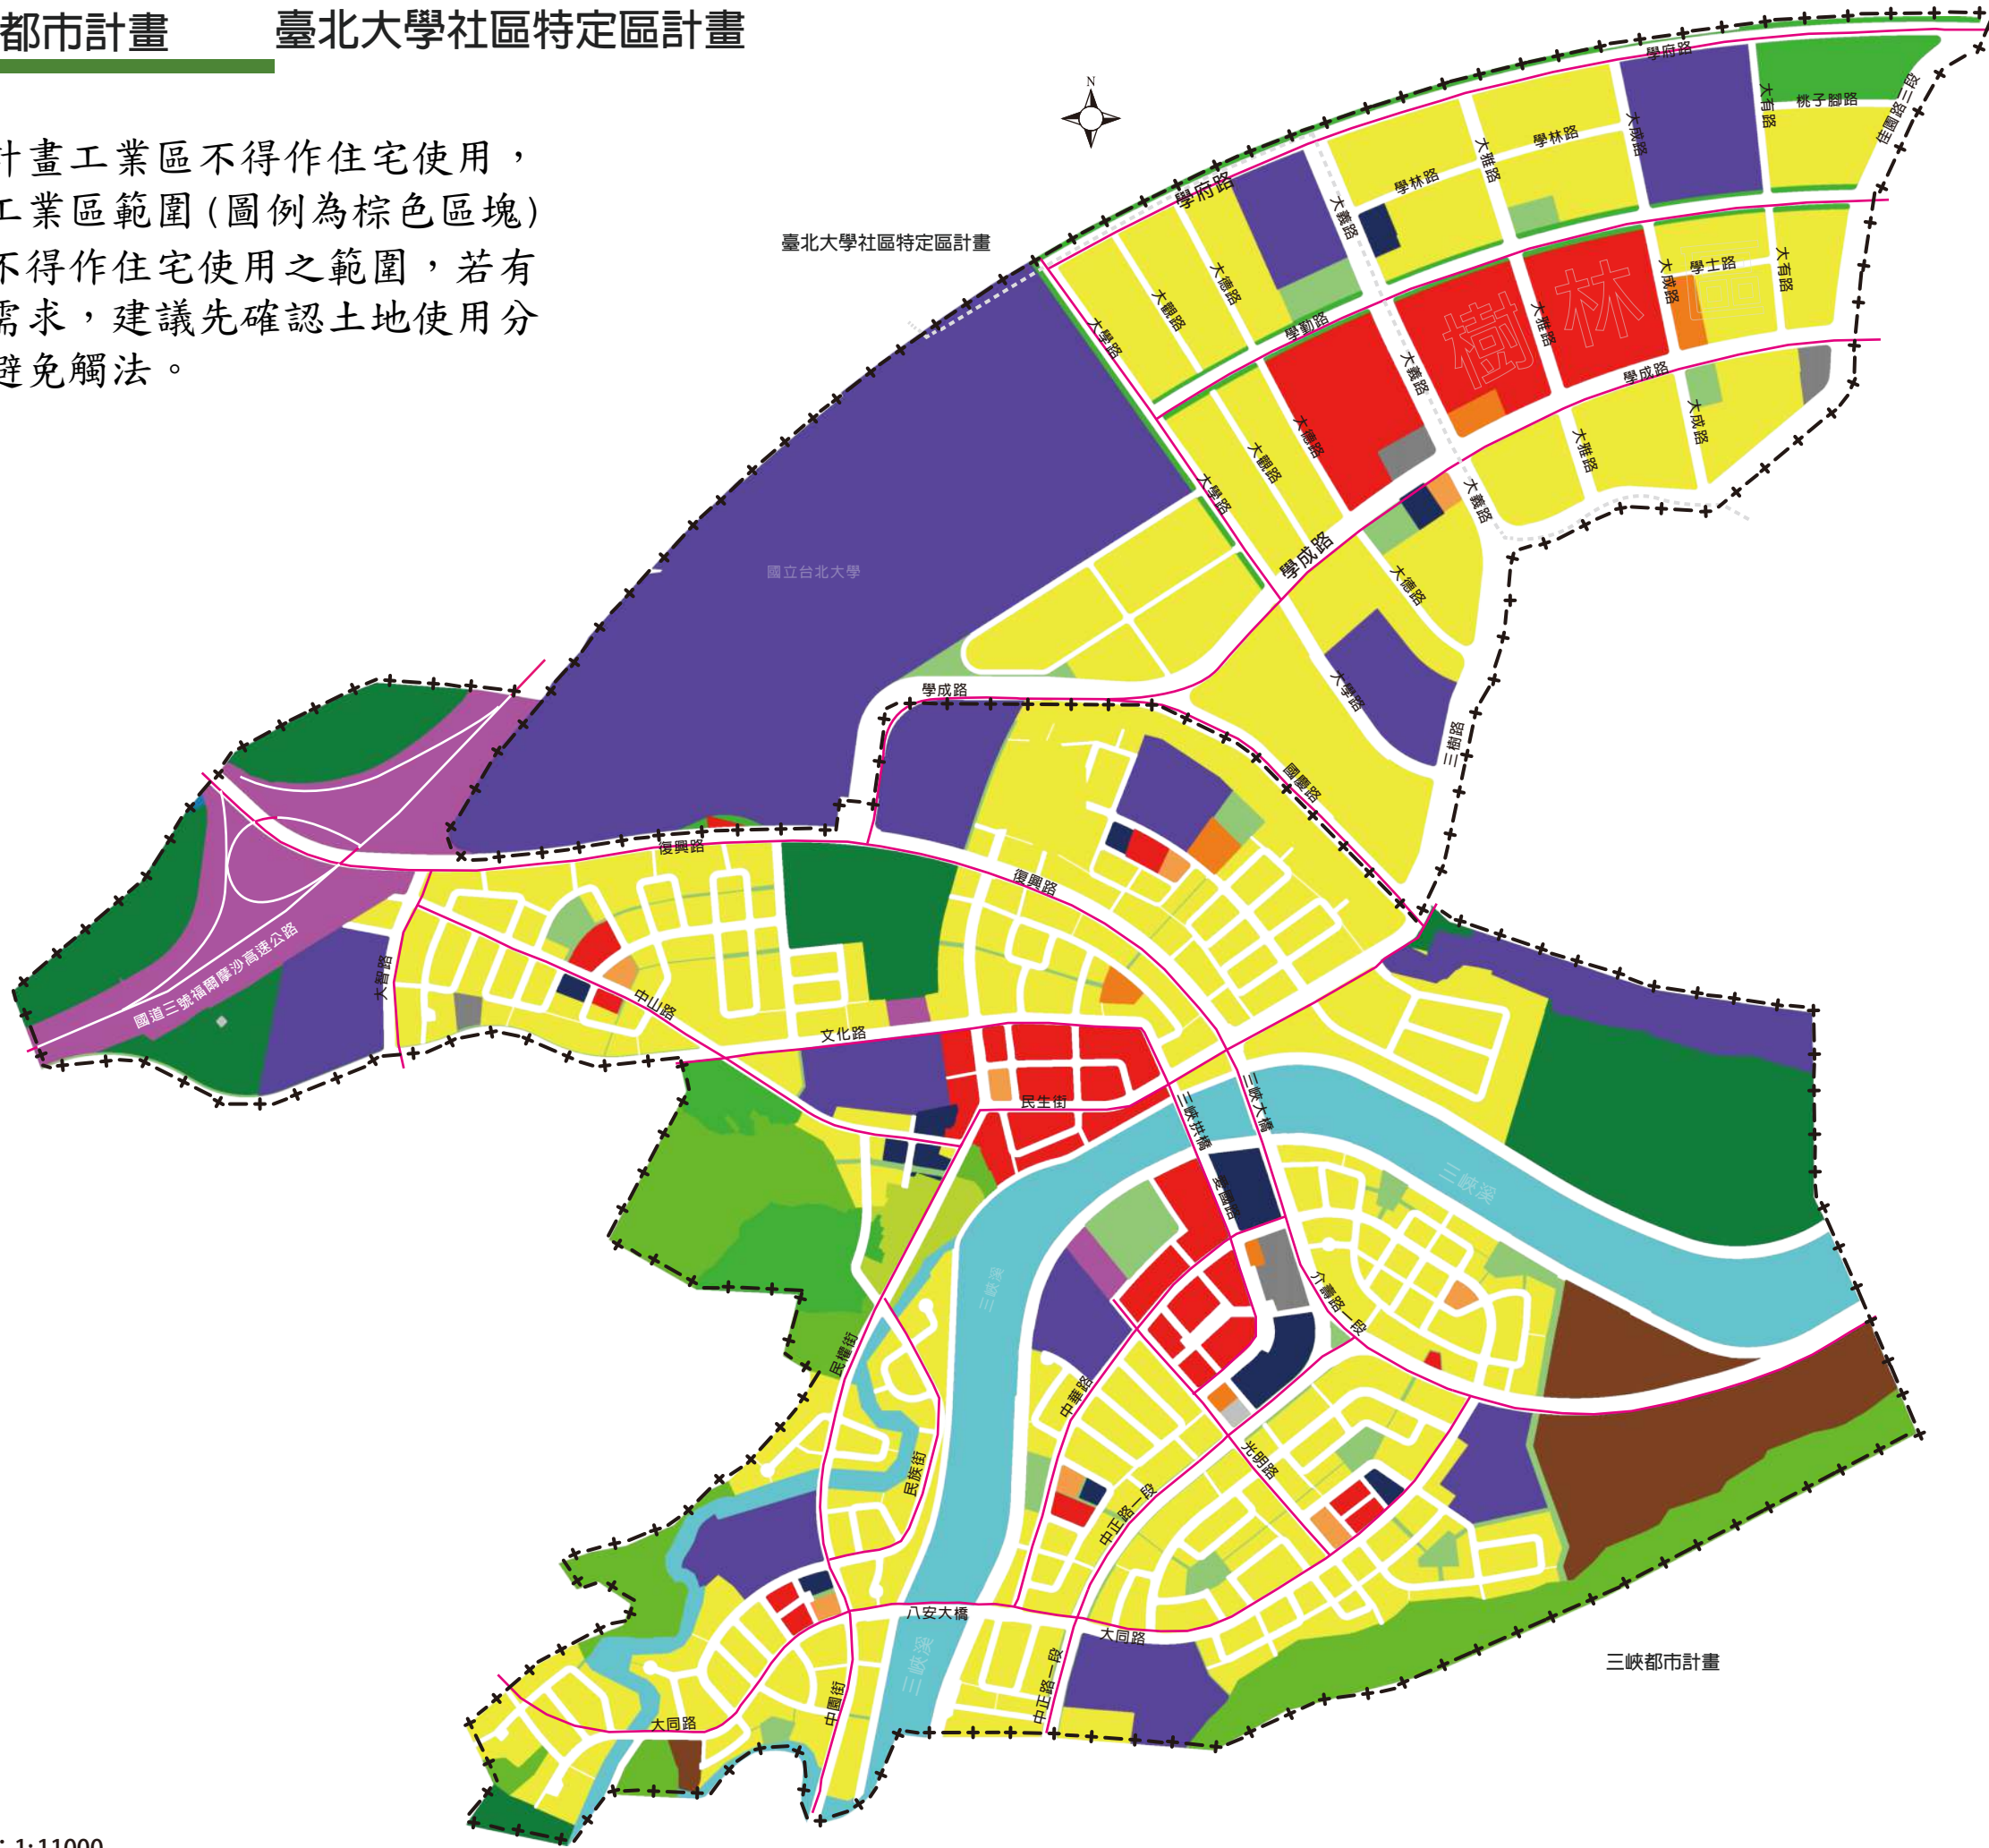 都市計畫
臺北大學社區特定區計畫
計畫工業區不得作住宅使用，
工業區範圍(圖例為棕色區塊)
不得作住宅使用之範圍，若有
需求，建議先確認土地使用分
避免觸法。
N
臺北大學社區特定區計畫
學府路
大有路
桃子腳路
佳園路三段
大成路
學林路
大雅路
學林路
學府路
大義路
大德路
大觀路
大學路
學勤路
樹林區
大雅路
大成路
學士路
大有路
大義路
學成路
大德路
大觀路
大學路
大義路
大雅路
大成路
學成路
大德路
國立台北大學
學成路
大學路
三樹路
國慶路
復興路
復興路
國道三號福爾摩沙高速公路
大智路
中山路
文化路
民生街
三峽拱橋
三峽大橋
三峽溪
愛國路
三峽溪
介壽路一段
民權街
中華路
光明路
民族街
中正路一段
八安大橋
大同路
三峽溪
中正路一段
三峽都市計畫
大同路
中園街
：1:11000